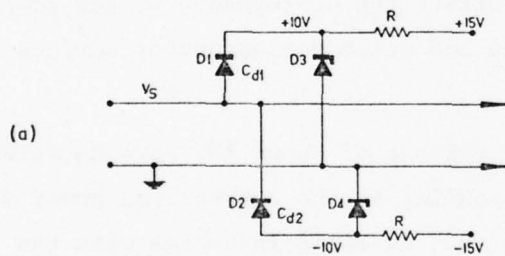 +10V R +15V
D1 Cd1 D3
VS
(a)
D2 Cd2 D4
R
-10V -15V